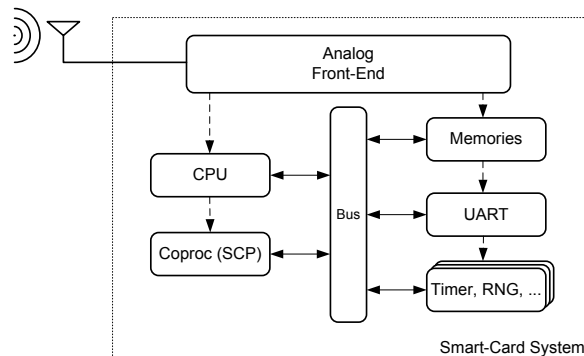 Analog
Front-End
Memories
CPU
Bus
UART
Coproc (SCP)
Timer, RNG, ...
Smart-Card System